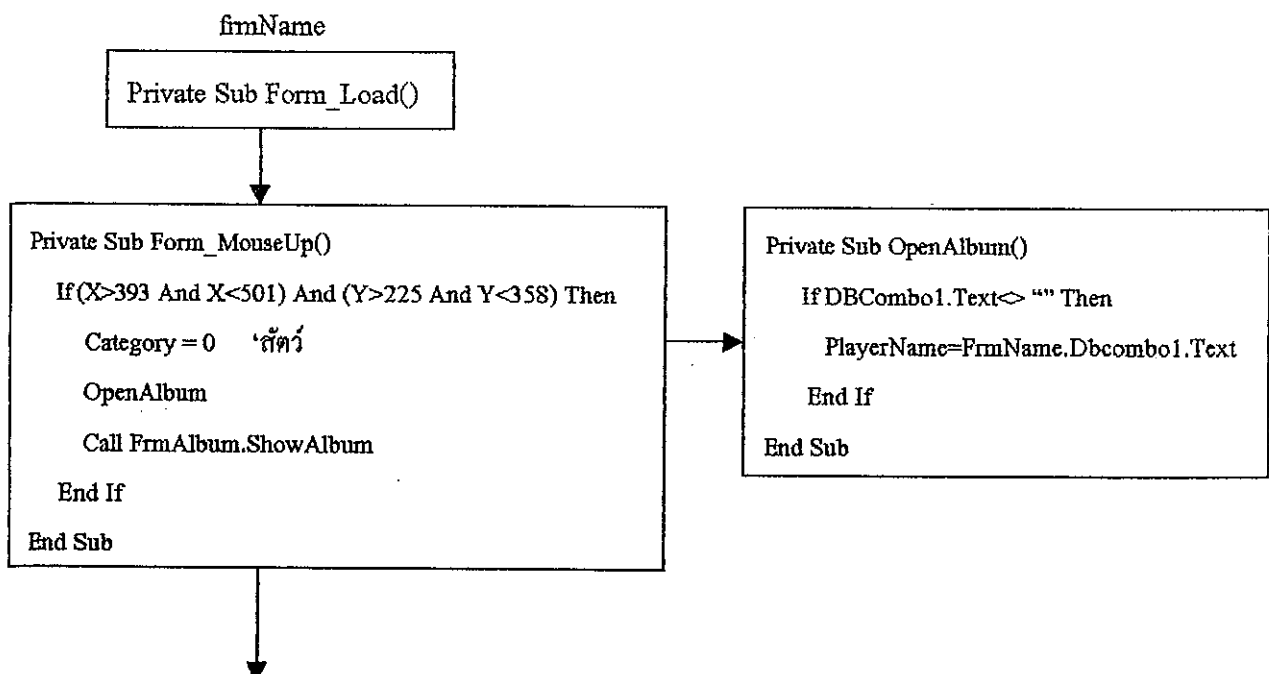 frmName
Private Sub Form_Load()
Private Sub Form_MouseUp()
If (X>393 And X<501) And (Y>225 And Y<358) Then
Category = 0 ‘สัตว์
OpenAlbum
Call FrmAlbum.ShowAlbum
End If
End Sub
Private Sub OpenAlbum()
If DBCombo1.Text<> “” Then
PlayerName=FrmName.Dbcombo1.Text
End If
End Sub